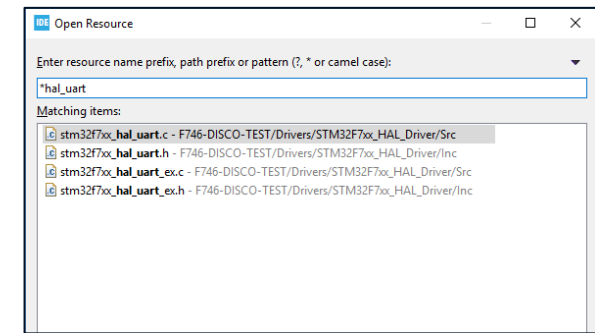 IDE Open Resource
Enter resource name prefix, path prefix or pattern (?, * or camel case):
*hal_uart
Matching items:
.c stm32f7xx_hal_uart.c - F746-DISCO-TEST/Drivers/STM32F7xx_HAL_Driver/Src
.c stm32f7xx_hal_uart.h - F746-DISCO-TEST/Drivers/STM32F7xx_HAL_Driver/Inc
.c stm32f7xx_hal_uart_ex.c - F746-DISCO-TEST/Drivers/STM32F7xx_HAL_Driver/Src
.c stm32f7xx_hal_uart_ex.h - F746-DISCO-TEST/Drivers/STM32F7xx_HAL_Driver/Inc